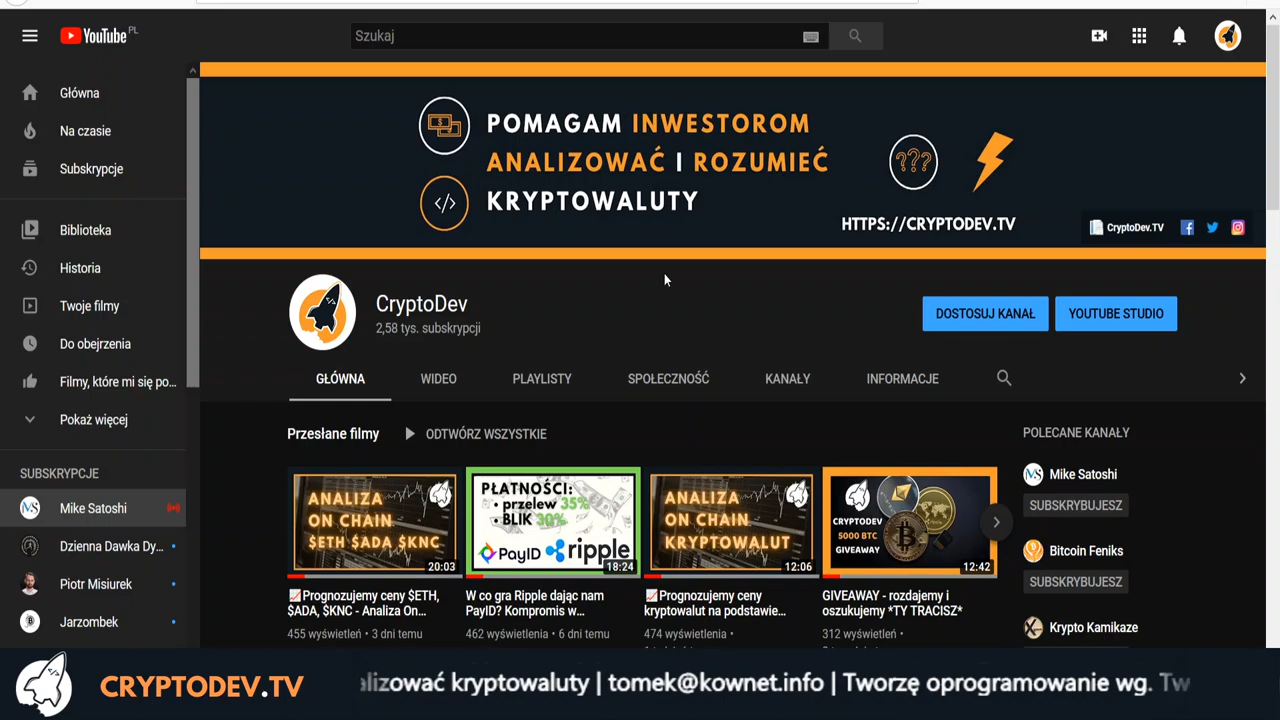 YouTube PL
Szukaj
Główna
Na czasie
Subskrypcje
Biblioteka
Historia
Twoje filmy
Do obejrzenia
Filmy, które mi się po...
Pokaż więcej
SUBSKRYPCJE
Mike Satoshi
Dzienna Dawka Dy...
Piotr Misiurek
Jarzombek
POMAGAM INWESTOROM
ANALIZOWAĆ I ROZUMIEĆ
KRYPTOWALUTY
$
</>
???
HTTPS://CRYPTODEV.TV
CryptoDev.TV
CryptoDev
2,58 tys. subskrypcji
DOSTOSUJ KANAŁ
YOUTUBE STUDIO
GŁÓWNA
WIDEO
PLAYLISTY
SPOŁECZNOŚĆ
KANAŁY
INFORMACJE
Przesłane filmy
ODTWÓRZ WSZYSTKIE
ANALIZA
ON CHAIN
$ETH $ADA $KNC
20:03
📈Prognozujemy ceny $ETH,
$ADA, $KNC - Analiza On...
455 wyświetleń • 3 dni temu
PŁATNOŚCI:
• przelew 35%
• BLIK 30%
PayID ripple
18:24
W co gra Ripple dając nam
PayID? Kompromis w...
462 wyświetlenia • 6 dni temu
ANALIZA
ON CHAIN
KRYPTOWALUT
12:06
📈Prognozujemy ceny
kryptowalut na podstawie...
474 wyświetlenia •
CRYPTODEV
5000 BTC
GIVEAWAY
12:42
GIVEAWAY - rozdajemy i
oszukujemy *TY TRACISZ*
312 wyświetleń •
POLECANE KANAŁY
Mike Satoshi
SUBSKRYBUJESZ
Bitcoin Feniks
SUBSKRYBUJESZ
Krypto Kamikaze
CRYPTODEV.TV
alizować kryptowaluty | tomek@kownet.info | Tworzę oprogramowanie wg. Tw